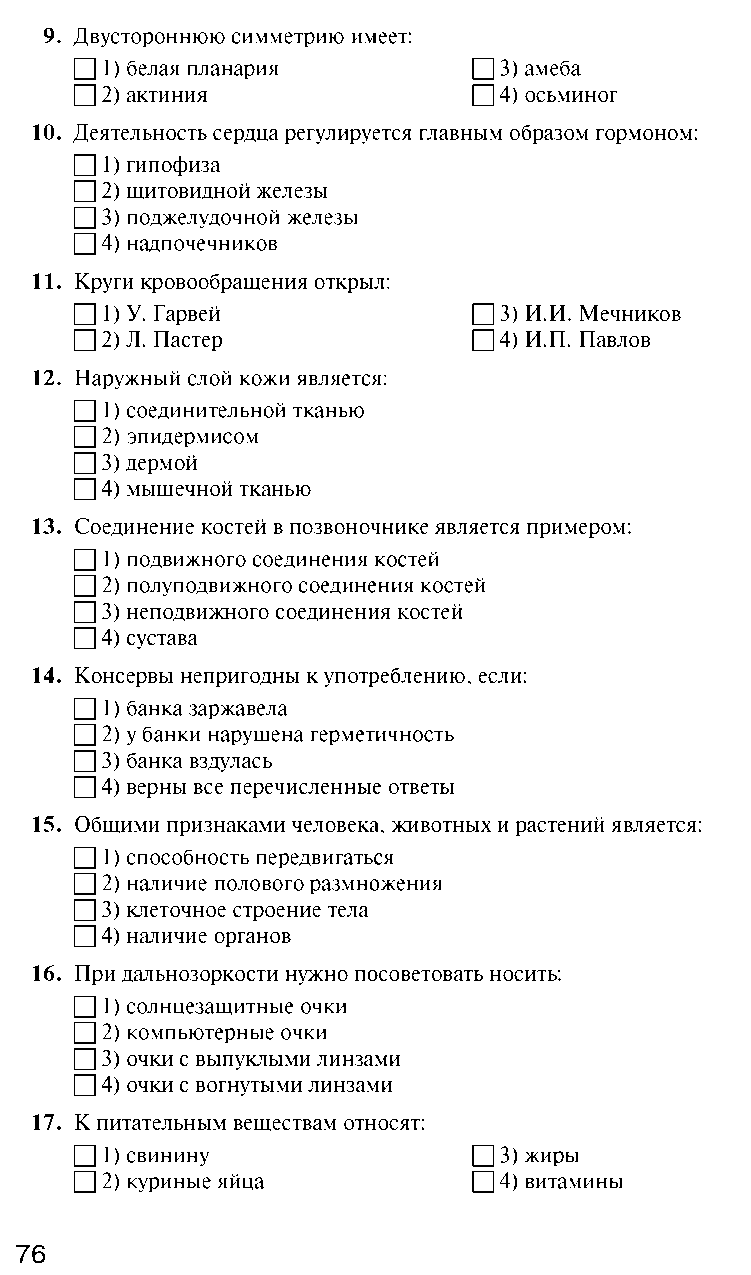 9. Двустороннюю симметрию имеет:
1) белая планария
3) амеба
2) актиния
4) осьминог
10. Деятельность сердца регулируется главным образом гормоном:
1) гипофиза
2) щитовидной железы
3) поджелудочной железы
4) надпочечников
11. Круги кровообращения открыл:
1) У. Гарвей
3) И.И. Мечников
2) Л. Пастер
4) И.П. Павлов
12. Наружный слой кожи является:
1) соединительной тканью
2) эпидермисом
3) дермой
4) мышечной тканью
13. Соединение костей в позвоночнике является примером:
1) подвижного соединения костей
2) полуподвижного соединения костей
3) неподвижного соединения костей
4) сустава
14. Консервы непригодны к употреблению, если:
1) банка заржавела
2) у банки нарушена герметичность
3) банка вздулась
4) верны все перечисленные ответы
15. Общими признаками человека, животных и растений является:
1) способность передвигаться
2) наличие полового размножения
3) клеточное строение тела
4) наличие органов
16. При дальнозоркости нужно посоветовать носить:
1) солнцезащитные очки
2) компьютерные очки
3) очки с выпуклыми линзами
4) очки с вогнутыми линзами
17. К питательным веществам относят:
1) свинину
3) жиры
2) куриные яйца
4) витамины
76